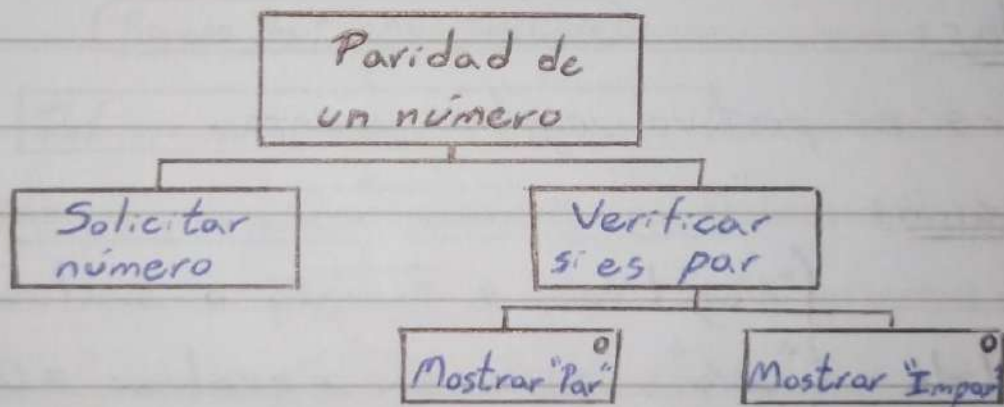 Paridad de
un número
Solicitar
número
Verificar
si es par
Mostrar "Par"
o
Mostrar "Impar"
o